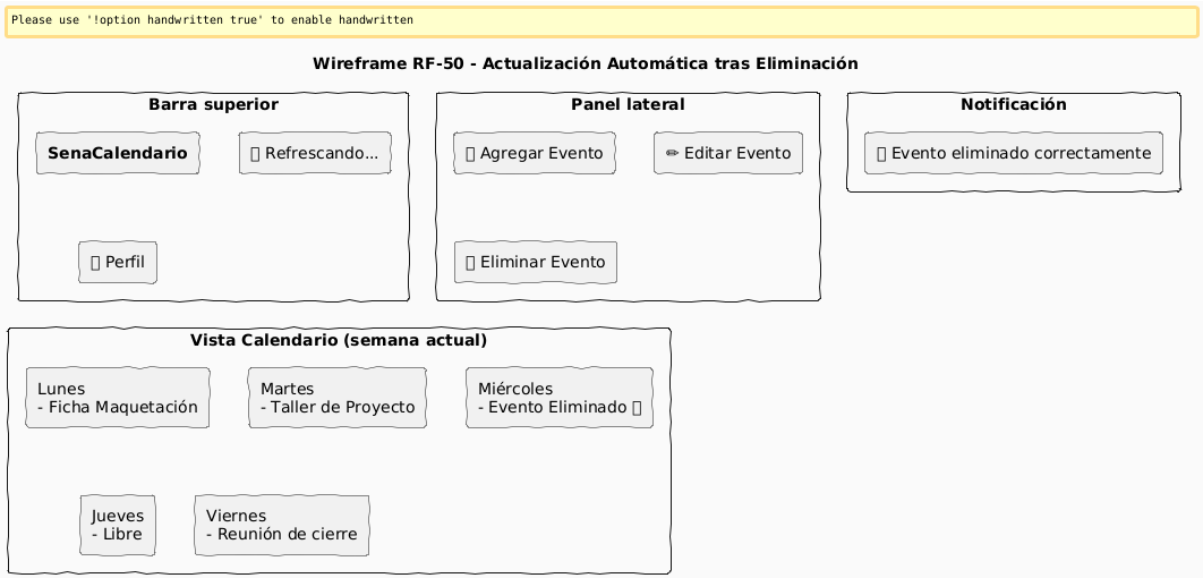 Please use '!option handwritten true' to enable handwritten
Wireframe RF-50 - Actualización Automática tras Eliminación
Barra superior
SenaCalendario
Refrescando...
Perfil
Panel lateral
Agregar Evento
✏ Editar Evento
Eliminar Evento
Notificación
Evento eliminado correctamente
Vista Calendario (semana actual)
Lunes
- Ficha Maquetación
Martes
- Taller de Proyecto
Miércoles
- Evento Eliminado
Jueves
- Libre
Viernes
- Reunión de cierre